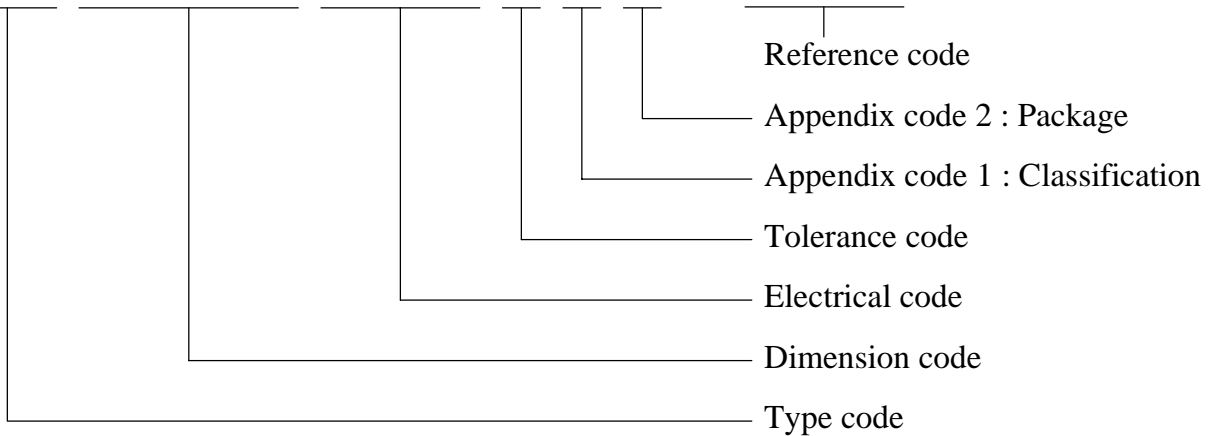 Reference code
Appendix code 2 : Package
Appendix code 1 : Classification
Tolerance code
Electrical code
Dimension code
Type code